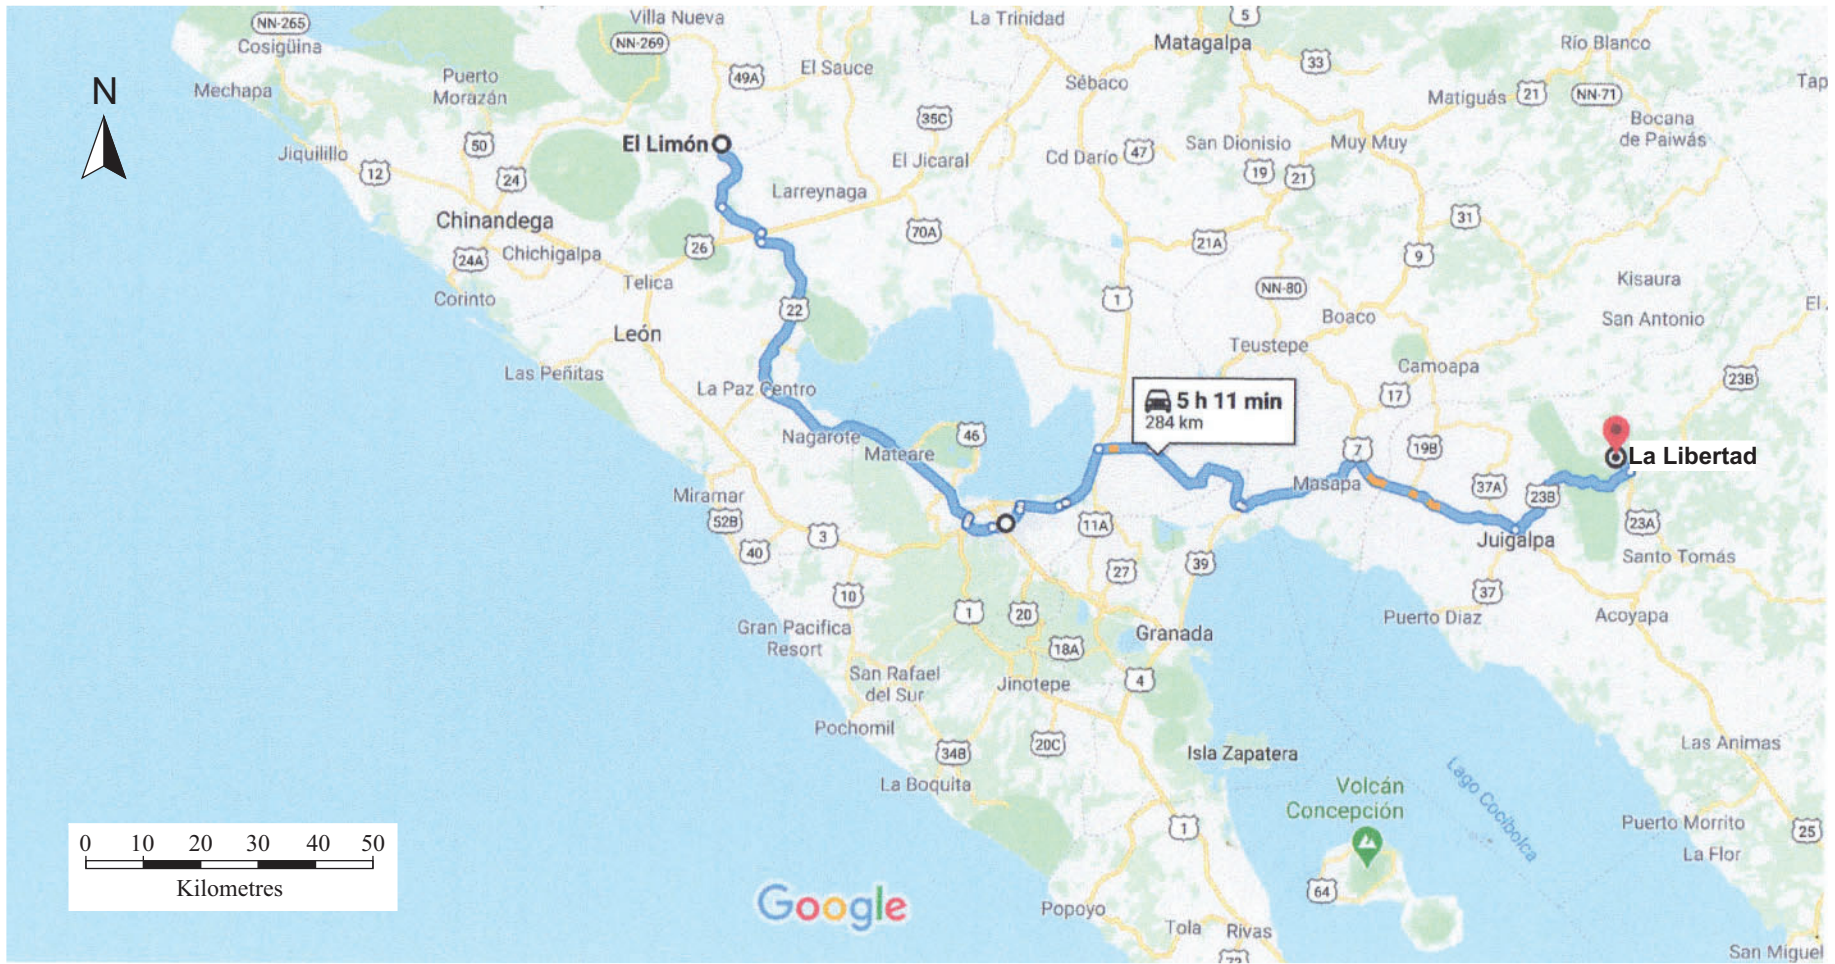 NN-265
Cosigüina
Villa Nueva
NN-269
La Trinidad
5
Matagalpa
Río Blanco
33
49A
El Sauce
Sébaco
Mechapa
Puerto
Morazán
Matiguás
21
NN-71
Tap
N
35C
Bocana
de Paiwás
El Limón
50
Jiquilillo
12
24
El Jicaral
Cd Darío
47
San Dionisio
Muy Muy
19
21
Larreynaga
Chinandega
31
70A
26
21A
9
24A
Chichigalpa
Telica
Corinto
NN-80
Kisaura
1
22
Boaco
San Antonio
El
León
Teustepe
Las Peñitas
Camoapa
23B
La Paz Centro
17
5 h 11 min
284 km
Nagarote
46
Mateare
7
19B
La Libertad
Masapa
37A
23B
Miramar
52B
3
11A
23A
Juigalpa
40
Santo Tomás
27
39
10
37
1
20
Puerto Diaz
Acoyapa
Gran Pacifica
Resort
Granada
18A
San Rafael
del Sur
Jinotepe
4
Pochomil
34B
20C
Isla Zapatera
Las Animas
La Boquita
Volcán
Concepción
Lago Cocibolca
1
Puerto Morrito
25
La Flor
0 10 20 30 40 50
Kilometres
64
Google
Popoyo
Tola
Rivas
72
San Miguel